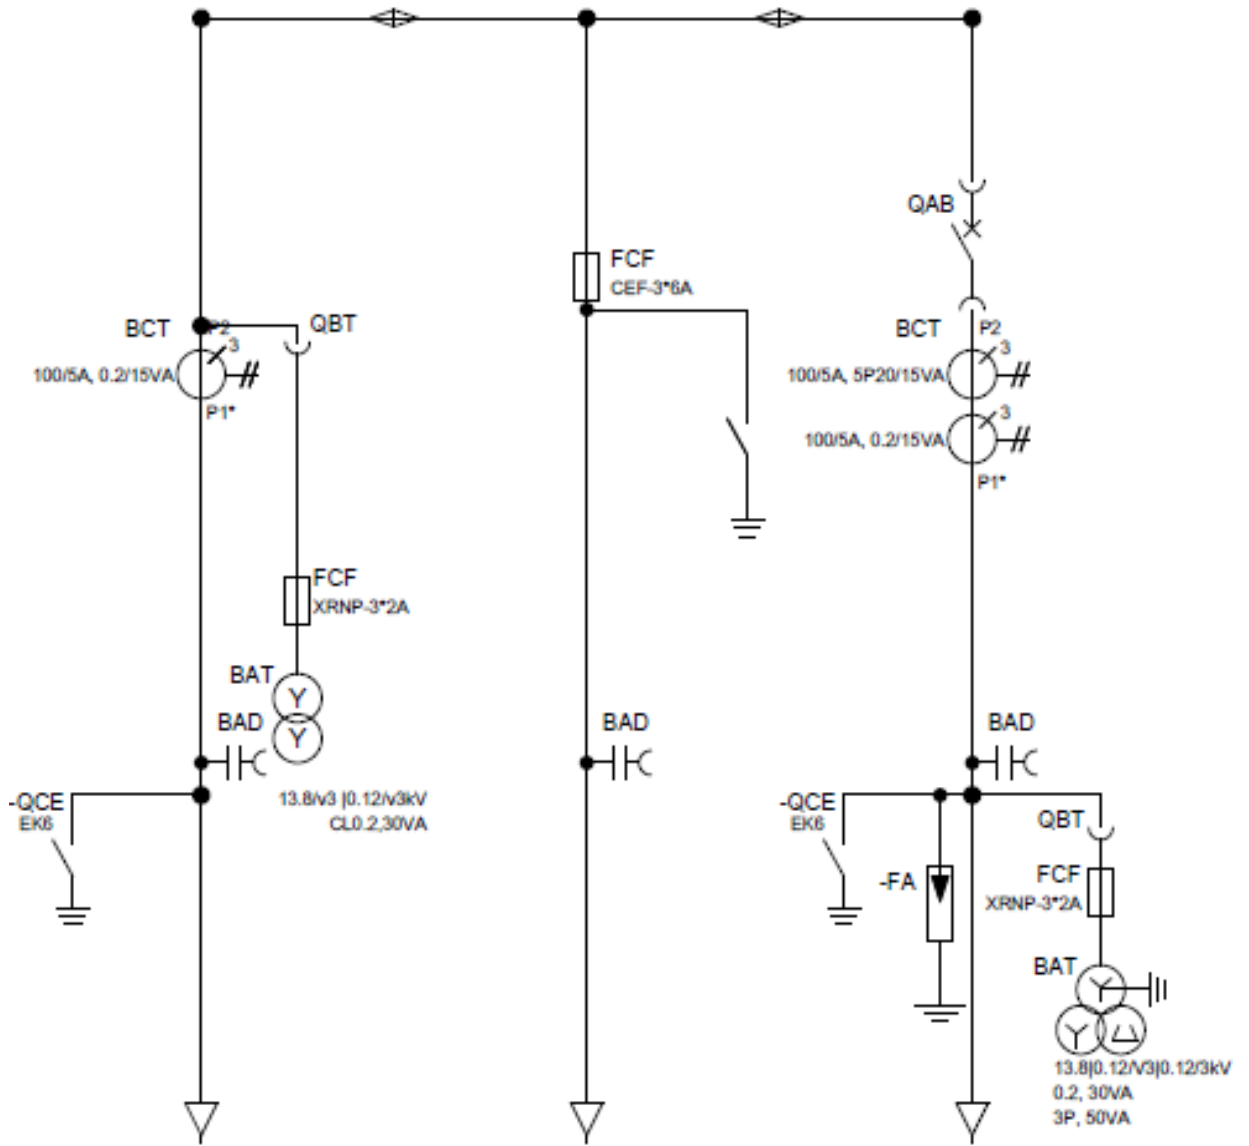 QAB
FCF
CEF-3*6A
BCT
P2
3
100/5A, 0.2/15VA
P1*
QBT
BCT
P2
3
100/5A, 5P20/15VA
3
100/5A, 0.2/15VA
P1*
FCF
XRNP-3*2A
BAT
Y
Y
BAD
13.8/v3 |0.12/v3kV
CL0.2,30VA
-QCE
EK6
BAD
BAD
-QCE
EK6
-FA
QBT
FCF
XRNP-3*2A
BAT
13.8|0.12/V3|0.12/3kV
0.2, 30VA
3P, 50VA